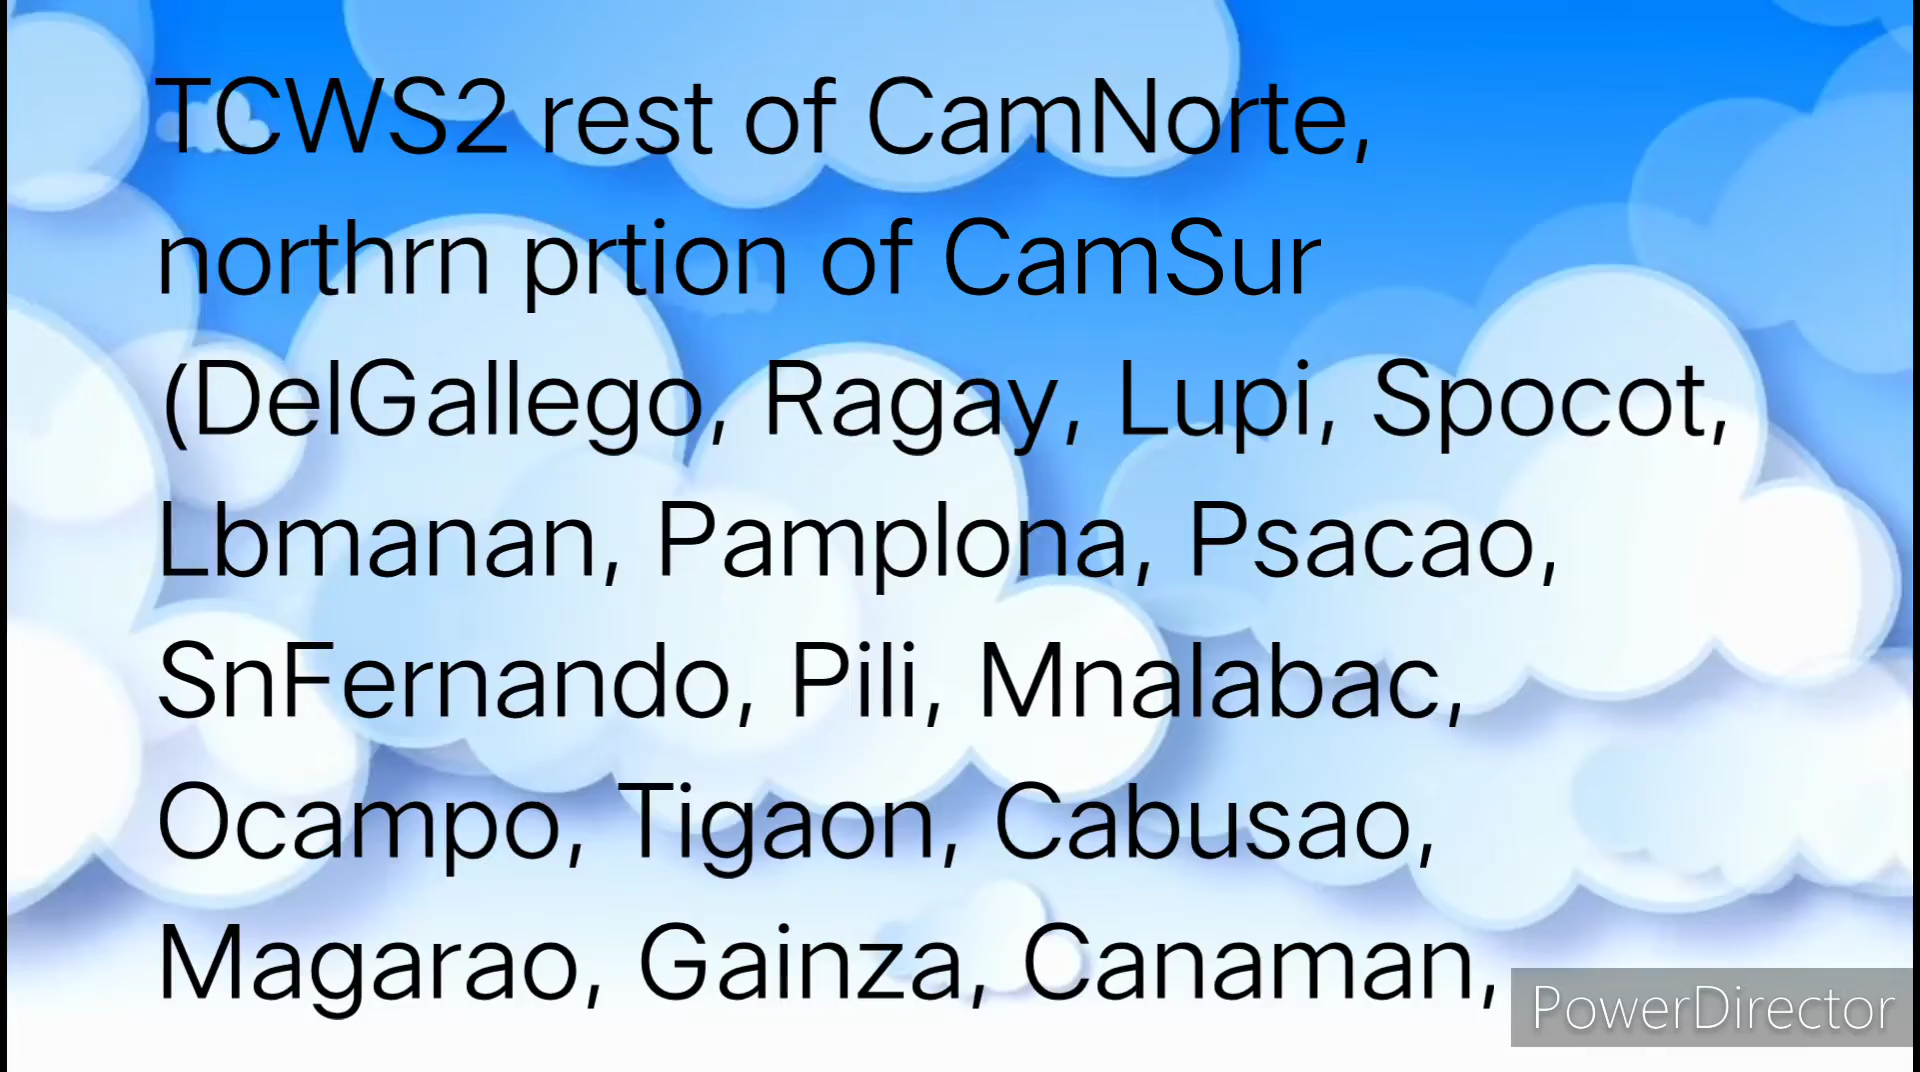 TCWS2 rest of CamNorte,
northrn prtion of CamSur
(DelGallego, Ragay, Lupi, Spocot,
Lbmanan, Pamplona, Psacao,
SnFernando, Pili, Mnalabac,
Ocampo, Tigaon, Cabusao,
Magarao, Gainza, Canaman,
PowerDirector